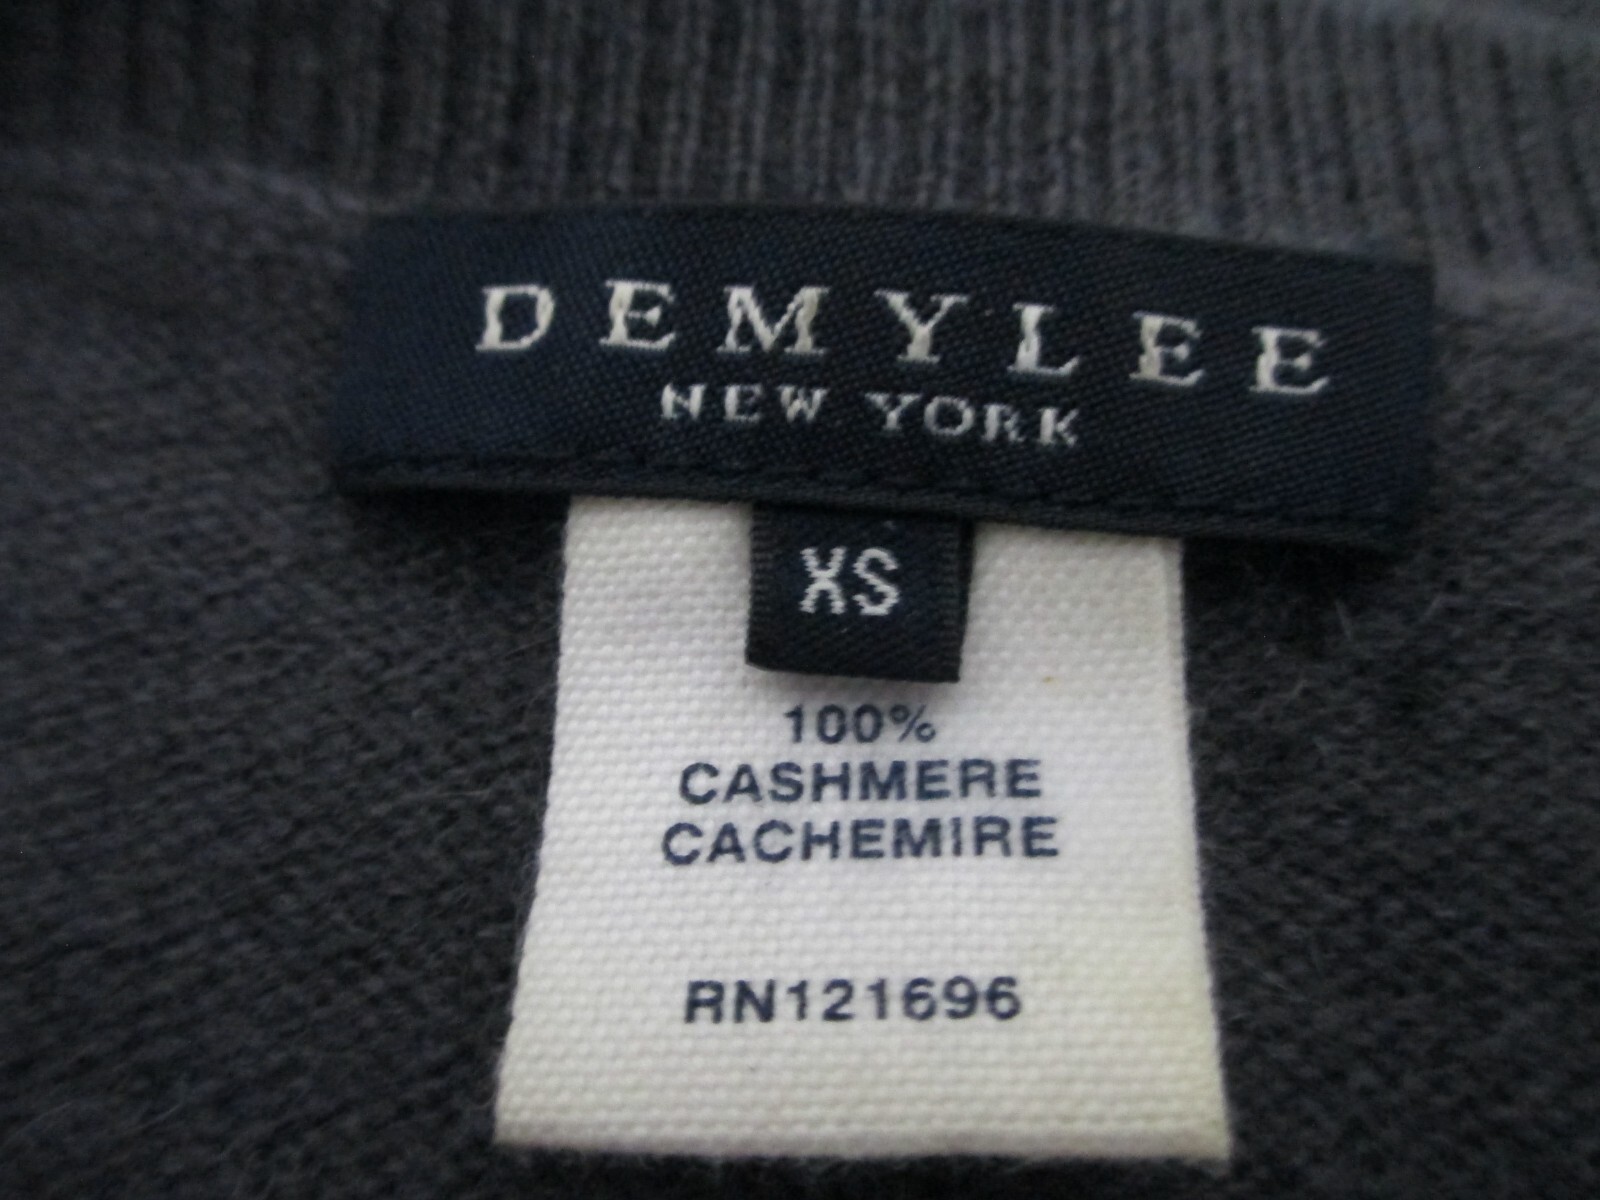 DEMYLEE
NEW YORK
XS
100%
CASHMERE
CACHEMIRE
RN121696